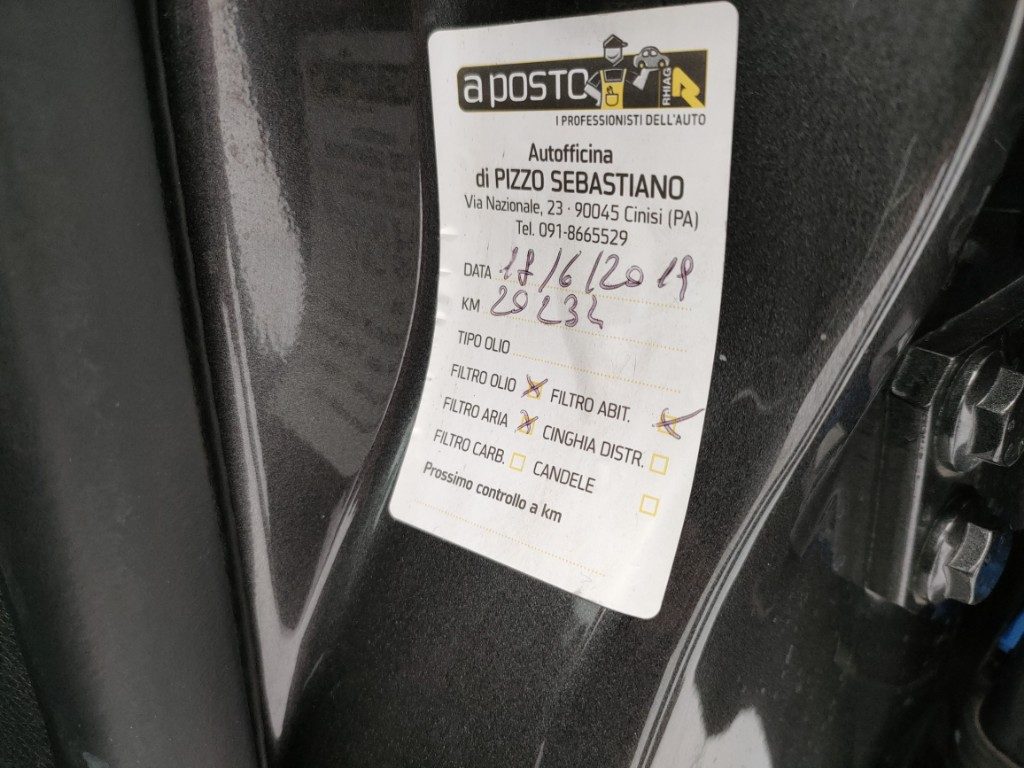 a POSTO
RHIAG
I PROFESSIONISTI DELL'AUTO
Autofficina
di PIZZO SEBASTIANO
Via Nazionale, 23 · 90045 Cinisi (PA)
Tel. 091-8665529
DATA 18/6/2019
KM 20232
TIPO OLIO
FILTRO OLIO X FILTRO ABIT. X
FILTRO ARIA X CINGHIA DISTR.
FILTRO CARB. CANDELE
Prossimo controllo a km